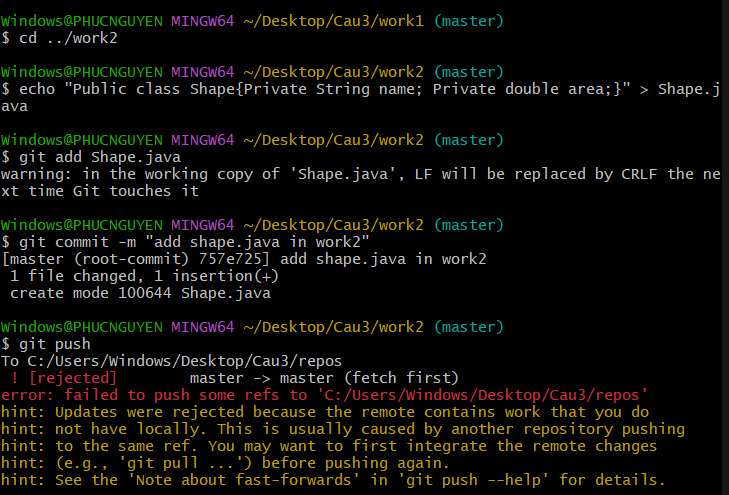 Windows@PHUCNGUYEN MINGW64 ~/Desktop/Cau3/work1 (master)
$ cd ../work2
Windows@PHUCNGUYEN MINGW64 ~/Desktop/Cau3/work2 (master)
$ echo "Public class Shape{Private String name; Private double area;}" > Shape.j
ava
Windows@PHUCNGUYEN MINGW64 ~/Desktop/Cau3/work2 (master)
$ git add Shape.java
warning: in the working copy of 'Shape.java', LF will be replaced by CRLF the ne
xt time Git touches it
Windows@PHUCNGUYEN MINGW64 ~/Desktop/Cau3/work2 (master)
$ git commit -m "add shape.java in work2"
[master (root-commit) 757e725] add shape.java in work2
 1 file changed, 1 insertion(+)
 create mode 100644 Shape.java
Windows@PHUCNGUYEN MINGW64 ~/Desktop/Cau3/work2 (master)
$ git push
To C:/Users/Windows/Desktop/Cau3/repos
 ! [rejected]        master -> master (fetch first)
error: failed to push some refs to 'C:/Users/Windows/Desktop/Cau3/repos'
hint: Updates were rejected because the remote contains work that you do
hint: not have locally. This is usually caused by another repository pushing
hint: to the same ref. You may want to first integrate the remote changes
hint: (e.g., 'git pull ...') before pushing again.
hint: See the 'Note about fast-forwards' in 'git push --help' for details.